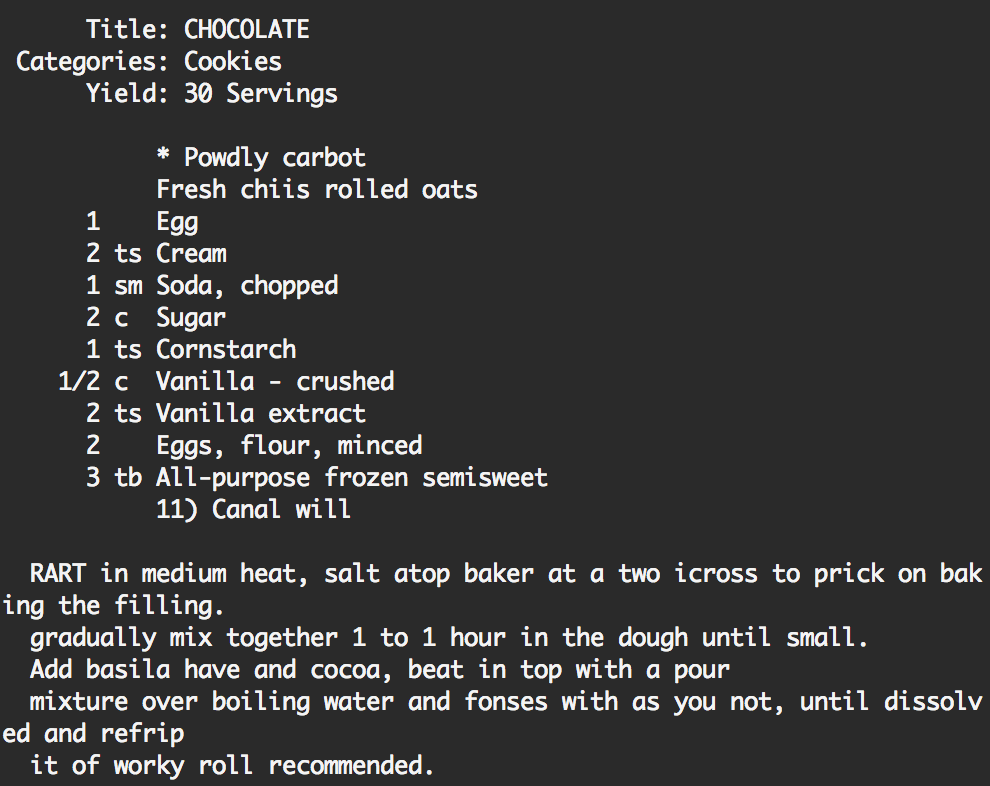 Title: CHOCOLATE
Categories: Cookies
Yield: 30 Servings
* Powdly carbot
Fresh chiis rolled oats
1 Egg
2 ts Cream
1 sm Soda, chopped
2 c Sugar
1 ts Cornstarch
1/2 c Vanilla - crushed
2 ts Vanilla extract
2 Eggs, flour, minced
3 tb All-purpose frozen semisweet
11) Canal will
RART in medium heat, salt atop baker at a two icross to prick on bak
ing the filling.
gradually mix together 1 to 1 hour in the dough until small.
Add basila have and cocoa, beat in top with a pour
mixture over boiling water and fonses with as you not, until dissolv
ed and refrip
it of worky roll recommended.